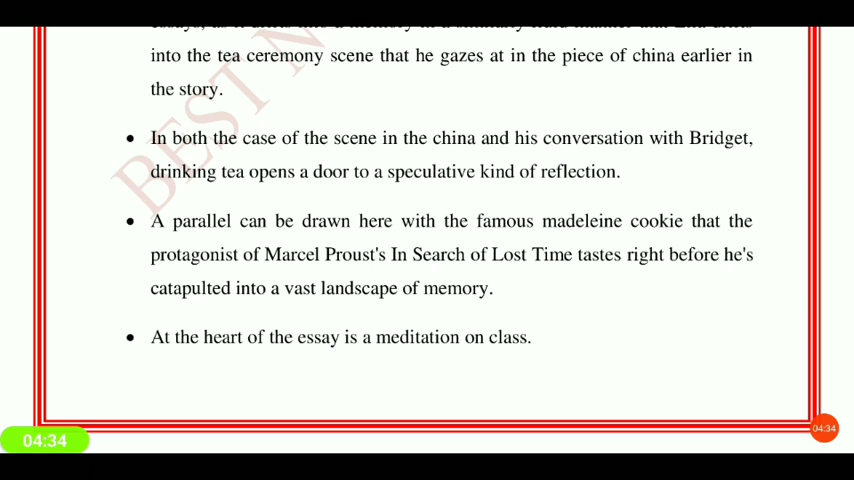 into the tea ceremony scene that he gazes at in the piece of china earlier in
the story.
• In both the case of the scene in the china and his conversation with Bridget,
drinking tea opens a door to a speculative kind of reflection.
• A parallel can be drawn here with the famous madeleine cookie that the
protagonist of Marcel Proust's In Search of Lost Time tastes right before he's
catapulted into a vast landscape of memory.
• At the heart of the essay is a meditation on class.
BEST N
04:34
04:34